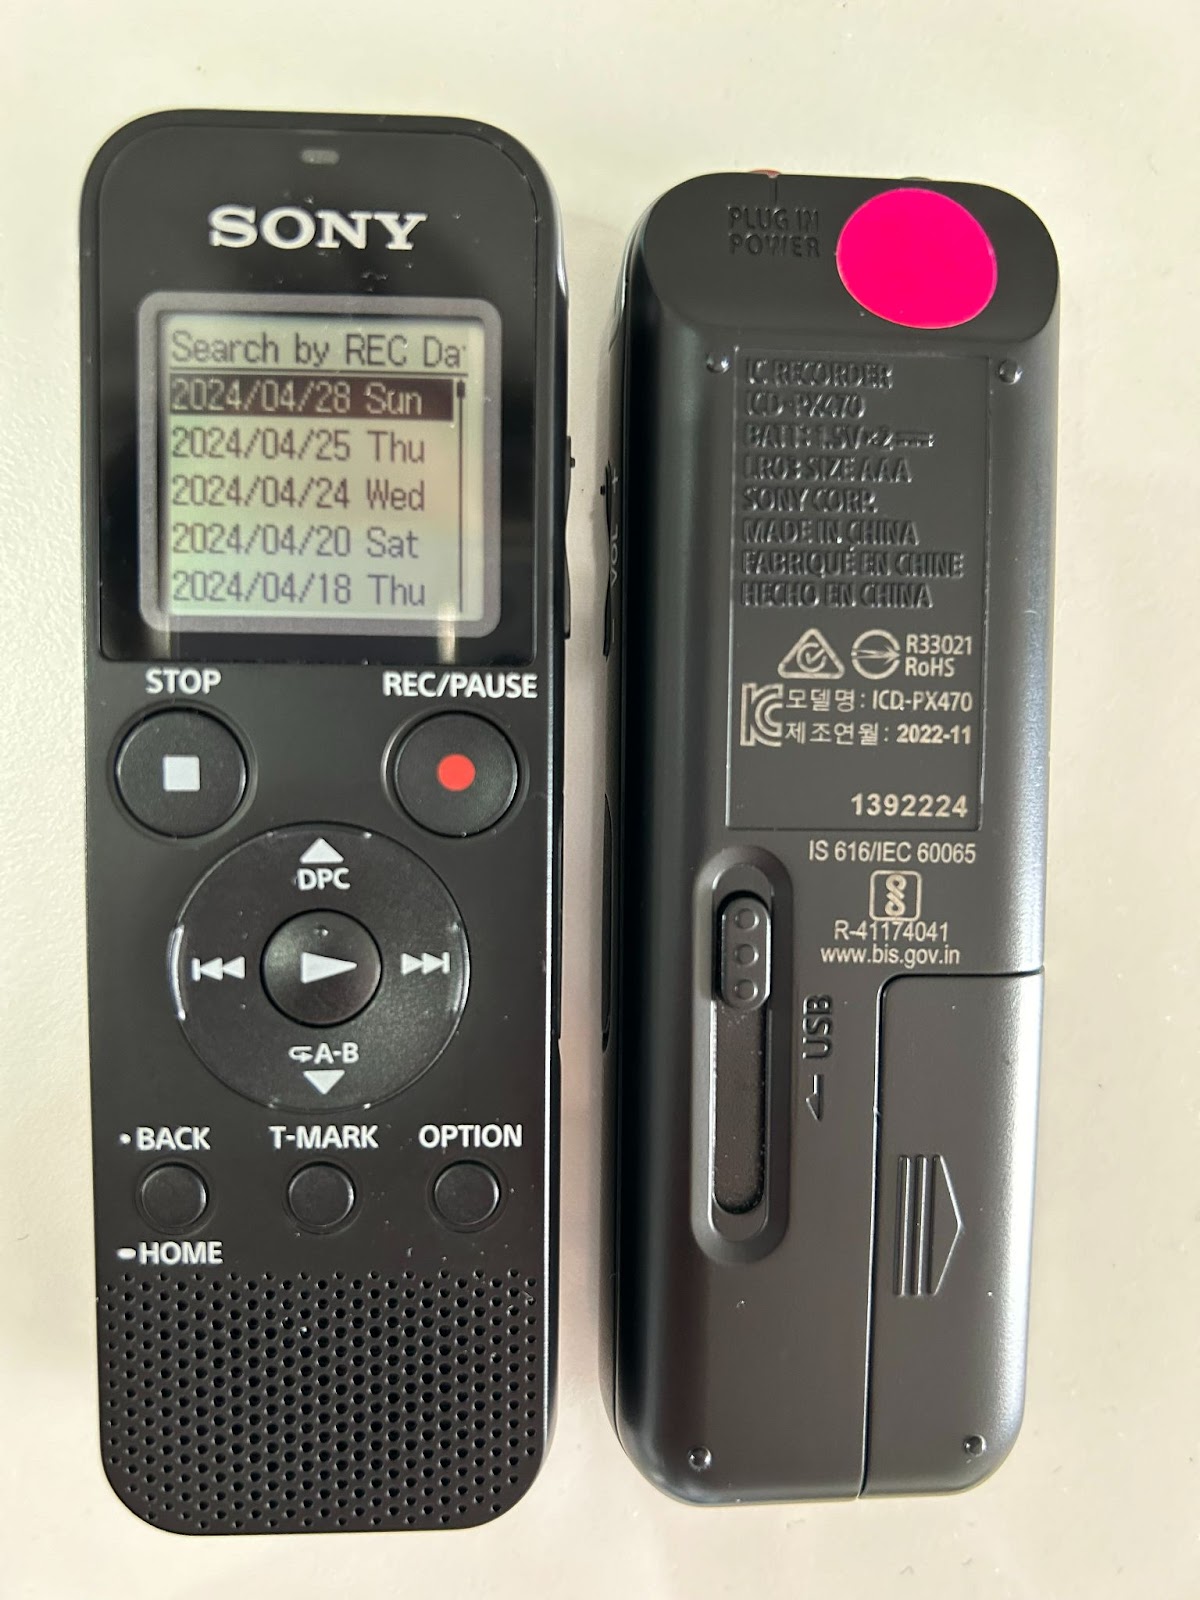 SONY
Search by REC Da
2024/04/28 Sun
2024/04/25 Thu
2024/04/24 Wed
2024/04/20 Sat
2024/04/18 Thu
STOP
REC/PAUSE
DPC
A-B
BACK
T-MARK
OPTION
HOME
PLUG IN
POWER
IC RECORDER
ICD-PX470
BATT: 1.5V
LR03 SIZE AAA
SONY CORP.
MADE IN CHINA
FABRIQUÉ EN CHINE
HECHO EN CHINA
R33021
RoHS
모델명 : ICD-PX470
제조연월 : 2022-11
1392224
IS 616/IEC 60065
R-41174041
www.bis.gov.in
VOL
USB